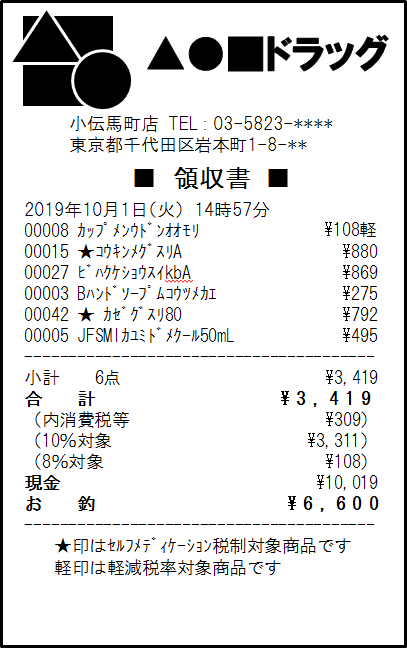 ▲●■ドラッグ
小伝馬町店 TEL：03-5823-****
東京都千代田区岩本町1-8-**
■ 領収書 ■
2019年10月1日(火) 14時57分
00008 ｶｯﾌﾟﾒﾝｳﾄﾞﾝｵｵﾓﾘ ¥108軽
00015 ★ｺｳｷﾝﾒｸﾞｽﾘA ¥880
00027 ﾋﾞﾊｸｹｼｮｳｽｲkbA ¥869
00003 Bﾊﾝﾄﾞｿｰﾌﾟﾑｺｳﾂﾒｶｴ ¥275
00042 ★ ｶｾﾞｸﾞｽﾘ80 ¥792
00005 JFSMIｶﾕﾐﾄﾞﾒｸｰﾙ50mL ¥495
小計 6点 ¥3,419
合 計 ¥3,419
（内消費税等 ¥309）
（10%対象 ¥3,311）
（8%対象 ¥108）
現金 ¥10,019
お 釣 ¥6,600
★印はｾﾙﾌﾒﾃﾞｨｹｰｼｮﾝ税制対象商品です
軽印は軽減税率対象商品です